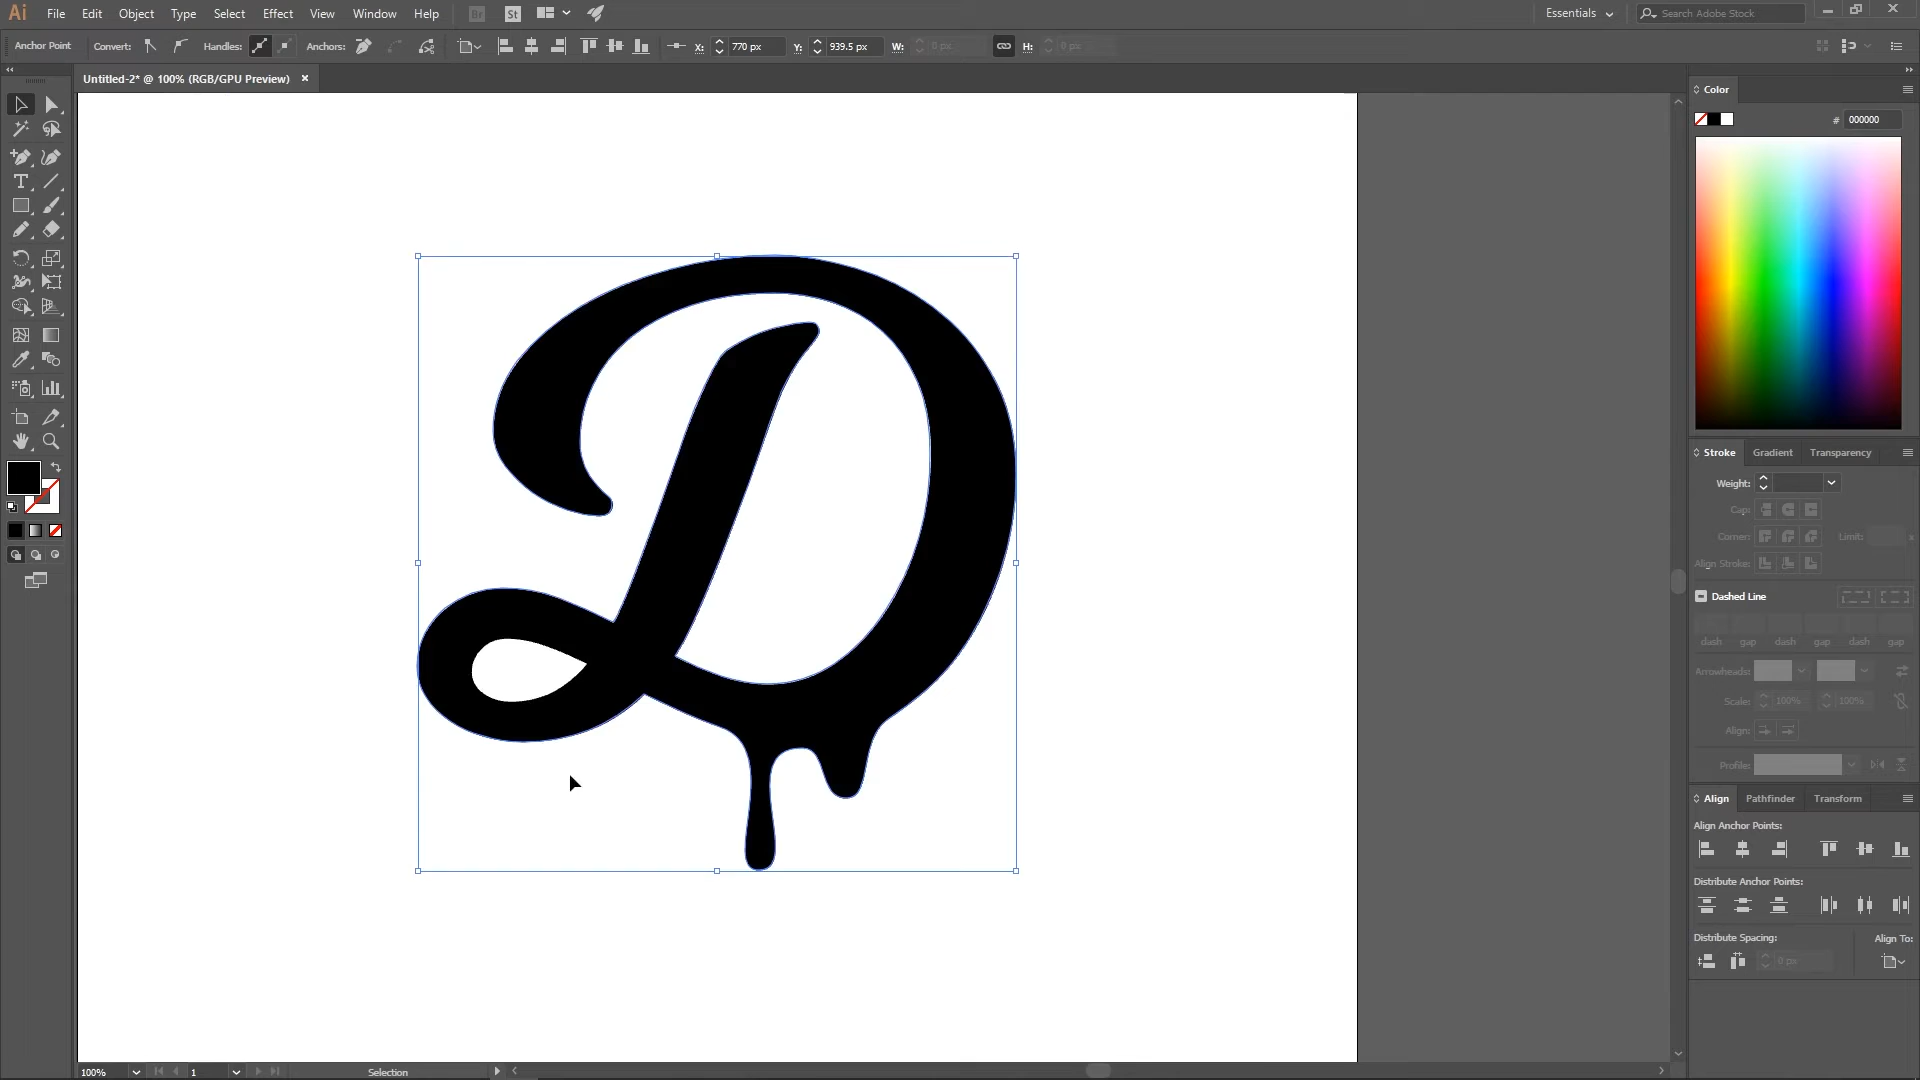 Ai File Edit Object Type Select Effect View Window Help Br St Essentials Search Adobe Stock
Anchor Point Convert: Handles: Anchors: X: 770 px Y: 939.5 px W: 0 px H: 0 px
Untitled-2* @ 100% (RGB/GPU Preview) ×
Color
# 000000
D
Stroke Gradient Transparency
Weight:
Cap:
Corner: Limit: x
Align Stroke:
Dashed Line
dash gap dash gap dash gap
Arrowheads:
Scale: 100% 100%
Align:
Profile:
Align Pathfinder Transform
Align Anchor Points:
Distribute Anchor Points:
Distribute Spacing: Align To:
0 px
100% 1 Selection